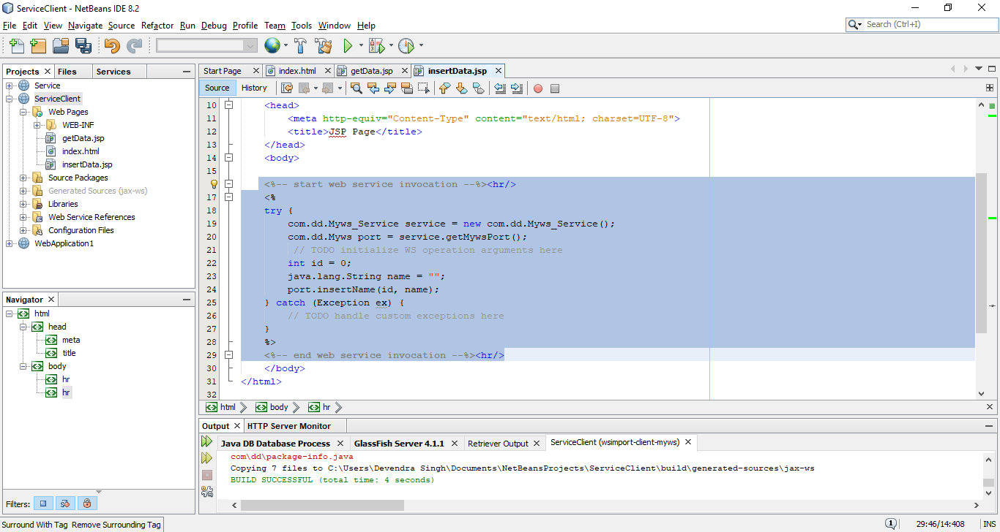 ServiceClient - NetBeans IDE 8.2
File Edit View Navigate Source Refactor Run Debug Profile Team Tools Window Help
Search (Ctrl+I)
Projects Files Services
Service
ServiceClient
Web Pages
WEB-INF
getData.jsp
index.html
insertData.jsp
Source Packages
Generated Sources (jax-ws)
Libraries
Web Service References
Configuration Files
WebApplication1
Navigator
html
head
meta
title
body
hr
hr
Filters:
Start Page index.html getData.jsp insertData.jsp
Source History
10 <head>
11 <meta http-equiv="Content-Type" content="text/html; charset=UTF-8">
12 <title>JSP Page</title>
13 </head>
14 <body>
15
<%-- start web service invocation --%><hr/>
17 <%
18 try {
19 com.dd.Myws_Service service = new com.dd.Myws_Service();
20 com.dd.Myws port = service.getMywsPort();
21 // TODO initialize WS operation arguments here
22 int id = 0;
23 java.lang.String name = "";
24 port.insertName(id, name);
25 } catch (Exception ex) {
26 // TODO handle custom exceptions here
27 }
28 %>
29 <%-- end web service invocation --%><hr/>
30 </body>
31 </html>
32
html body hr
Output HTTP Server Monitor
Java DB Database Process GlassFish Server 4.1.1 Retriever Output ServiceClient (wsimport-client-myws)
com\dd\package-info.java
Copying 7 files to C:\Users\Devendra Singh\Documents\NetBeansProjects\ServiceClient\build\generated-sources\jax-ws
BUILD SUCCESSFUL (total time: 4 seconds)
Surround With Tag Remove Surrounding Tag
1 29:46/14:408 INS